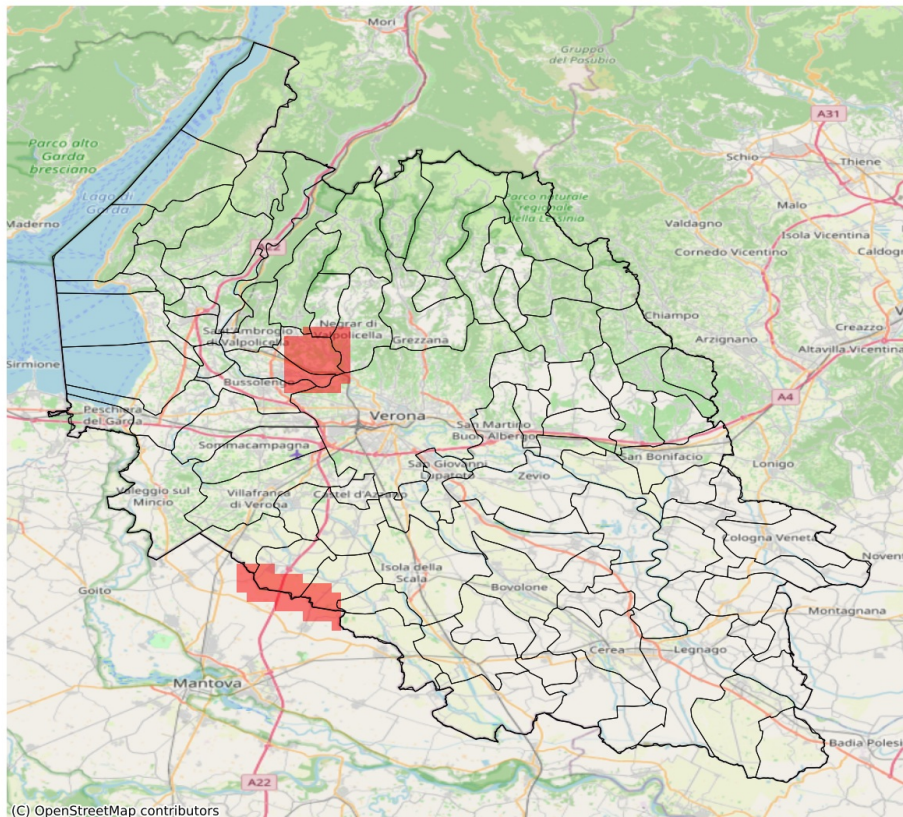 Mori
Gruppo
del Pasubio
A31
Parco alto
Garda
bresciano
Schio
Thiene
Lago di
Garda
Parco naturale
regionale
della Lessinia
Malo
Maderno
Valdagno
Isola Vicentina
A22
Cornedo Vicentino
Caldogn
Chiampo
Sant'Ambrogio
di Valpolicella
Negrar di
Valpolicella
Grezzana
Creazzo
Arzignano
Altavilla Vicentina
Sirmione
Bussolengo
A4
Peschiera
del Garda
Verona
San Martino
Buon Albergo
Sommacampagna
San Bonifacio
Lonigo
San Giovanni
Lupatoto
Zevio
Valeggio sul
Mincio
Villafranca
di Verona
Castel d'Azzano
Cologna Veneta
Novent
Isola della
Scala
Goito
Bovolone
Montagnana
Cerea
Legnago
Mantova
Badia Polesi
A22
(C) OpenStreetMap contributors